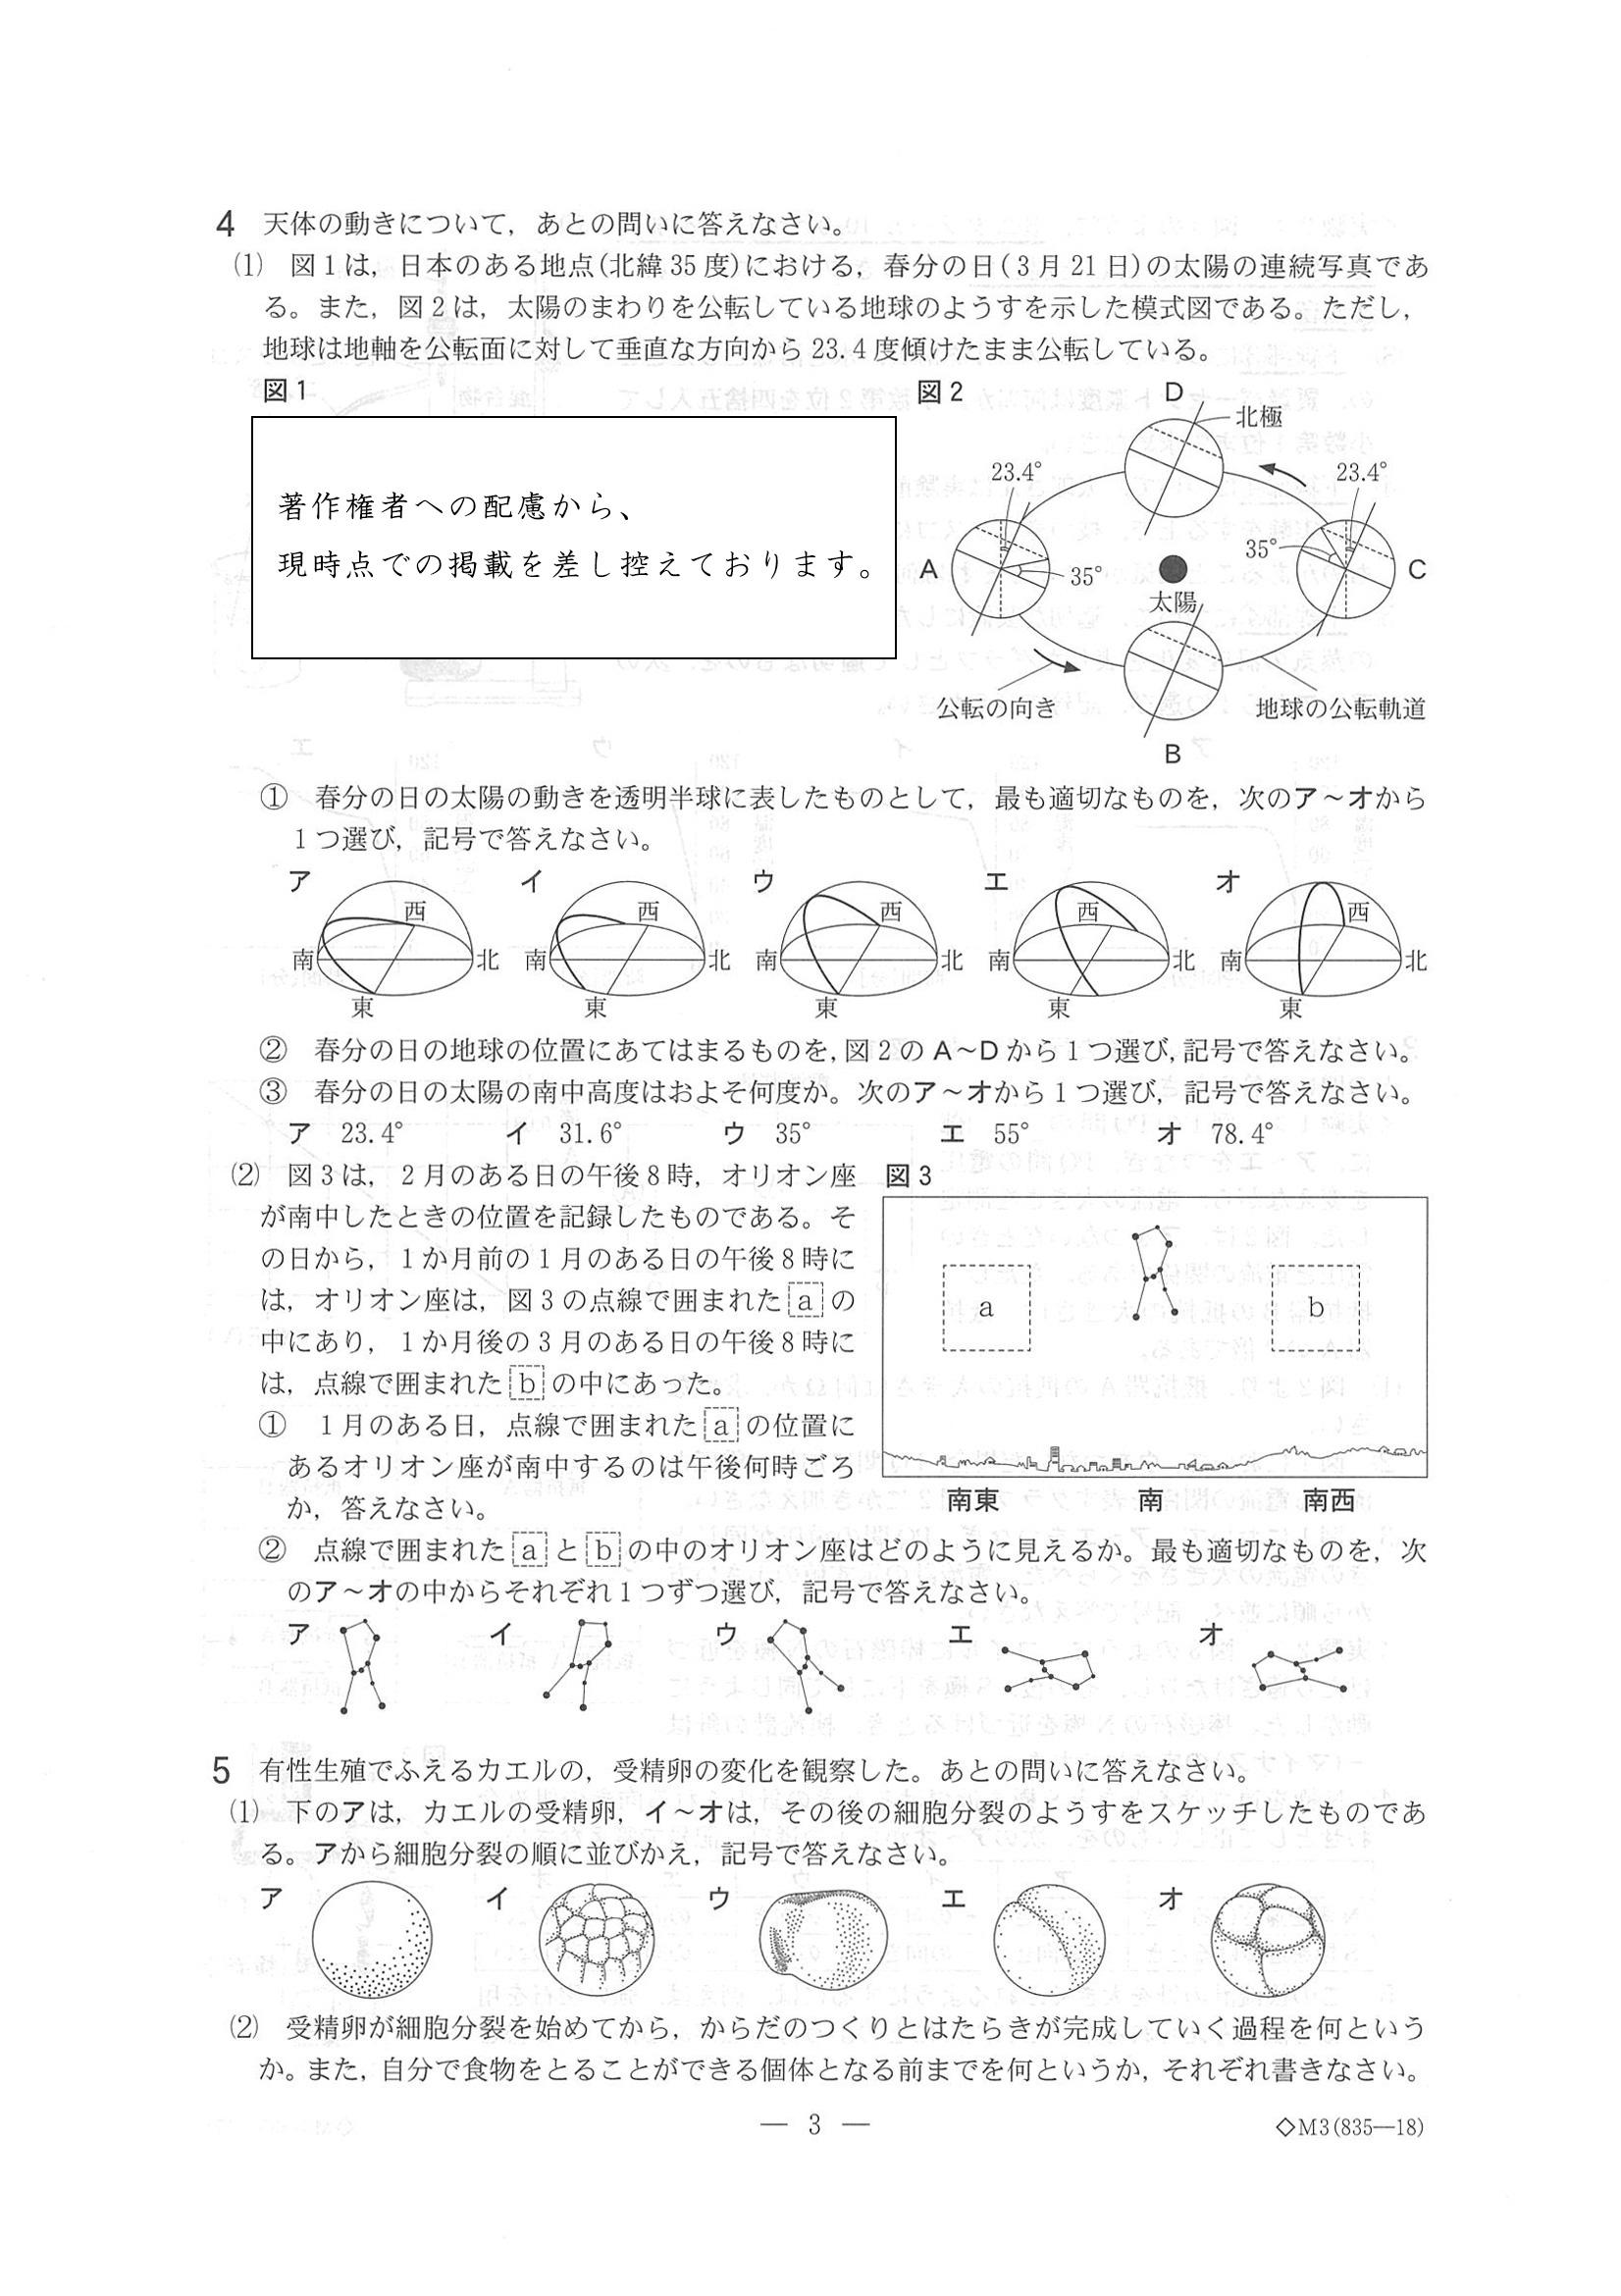 4 天体の動きについて，あとの問いに答えなさい。
⑴ 図1は，日本のある地点(北緯35度)における，春分の日(3月21日)の太陽の連続写真であ
る。また，図2は，太陽のまわりを公転している地球のようすを示した模式図である。ただし，
地球は地軸を公転面に対して垂直な方向から23.4度傾けたまま公転している。
図1
著作権者への配慮から、
現時点での掲載を差し控えております。
図2
D
北極
23.4°
23.4°
35°
A
35°
C
太陽
公転の向き
地球の公転軌道
B
① 春分の日の太陽の動きを透明半球に表したものとして，最も適切なものを，次のア～オから
1つ選び，記号で答えなさい。
ア イ ウ エ オ
西 西 西 西 西
南 北 南 北 南 北 南 北 南 北
東 東 東 東 東
② 春分の日の地球の位置にあてはまるものを，図2のA～Dから1つ選び，記号で答えなさい。
③ 春分の日の太陽の南中高度はおよそ何度か。次のア～オから1つ選び，記号で答えなさい。
ア 23.4° イ 31.6° ウ 35° エ 55° オ 78.4°
⑵ 図3は，2月のある日の午後8時，オリオン座
が南中したときの位置を記録したものである。そ
の日から，1か月前の1月のある日の午後8時に
は，オリオン座は，図3の点線で囲まれたaの
中にあり，1か月後の3月のある日の午後8時に
は，点線で囲まれたbの中にあった。
① 1月のある日，点線で囲まれたaの位置に
あるオリオン座が南中するのは午後何時ごろ
か，答えなさい。
図3
a
b
南東 南 南西
② 点線で囲まれたaとbの中のオリオン座はどのように見えるか。最も適切なものを，次
のア～オの中からそれぞれ1つずつ選び，記号で答えなさい。
ア イ ウ エ オ
5 有性生殖でふえるカエルの，受精卵の変化を観察した。あとの問いに答えなさい。
⑴ 下のアは，カエルの受精卵，イ～オは，その後の細胞分裂のようすをスケッチしたものであ
る。アから細胞分裂の順に並びかえ，記号で答えなさい。
ア イ ウ エ オ
⑵ 受精卵が細胞分裂を始めてから，からだのつくりとはたらきが完成していく過程を何という
か。また，自分で食物をとることができる個体となる前までを何というか，それぞれ書きなさい。
— 3 —
◇M3(835—18)